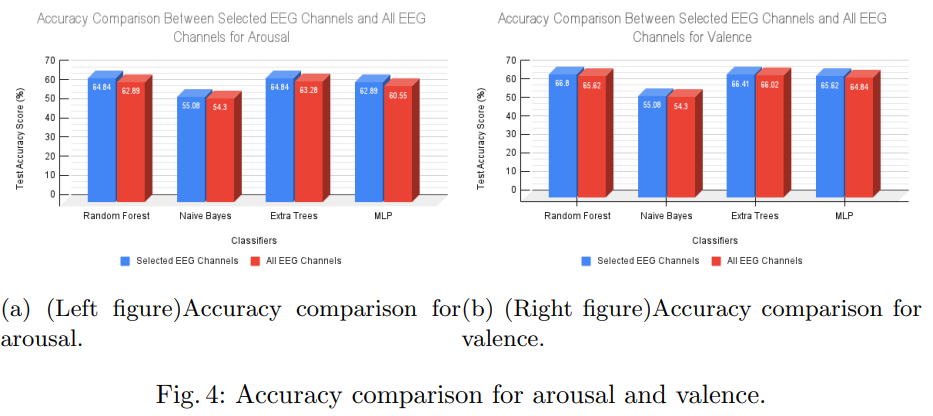 Accuracy Comparison Between Selected EEG Channels and All EEG
Channels for Arousal
Test Accuracy Score (%)
70
60
50
40
30
20
10
0
64.84
62.89
55.08
54.3
64.84
63.28
62.89
60.55
Random Forest
Naive Bayes
Extra Trees
MLP
Classifiers
Selected EEG Channels
All EEG Channels
Accuracy Comparison Between Selected EEG Channels and All EEG
Channels for Valence
Test Accuracy Score (%)
70
60
50
40
30
20
10
0
66.8
65.62
55.08
54.3
66.41
66.02
65.62
64.84
Random Forest
Naive Bayes
Extra Trees
MLP
Classifiers
Selected EEG Channels
All EEG Channels
(a) (Left figure)Accuracy comparison for
arousal.
(b) (Right figure)Accuracy comparison for
valence.
Fig. 4: Accuracy comparison for arousal and valence.